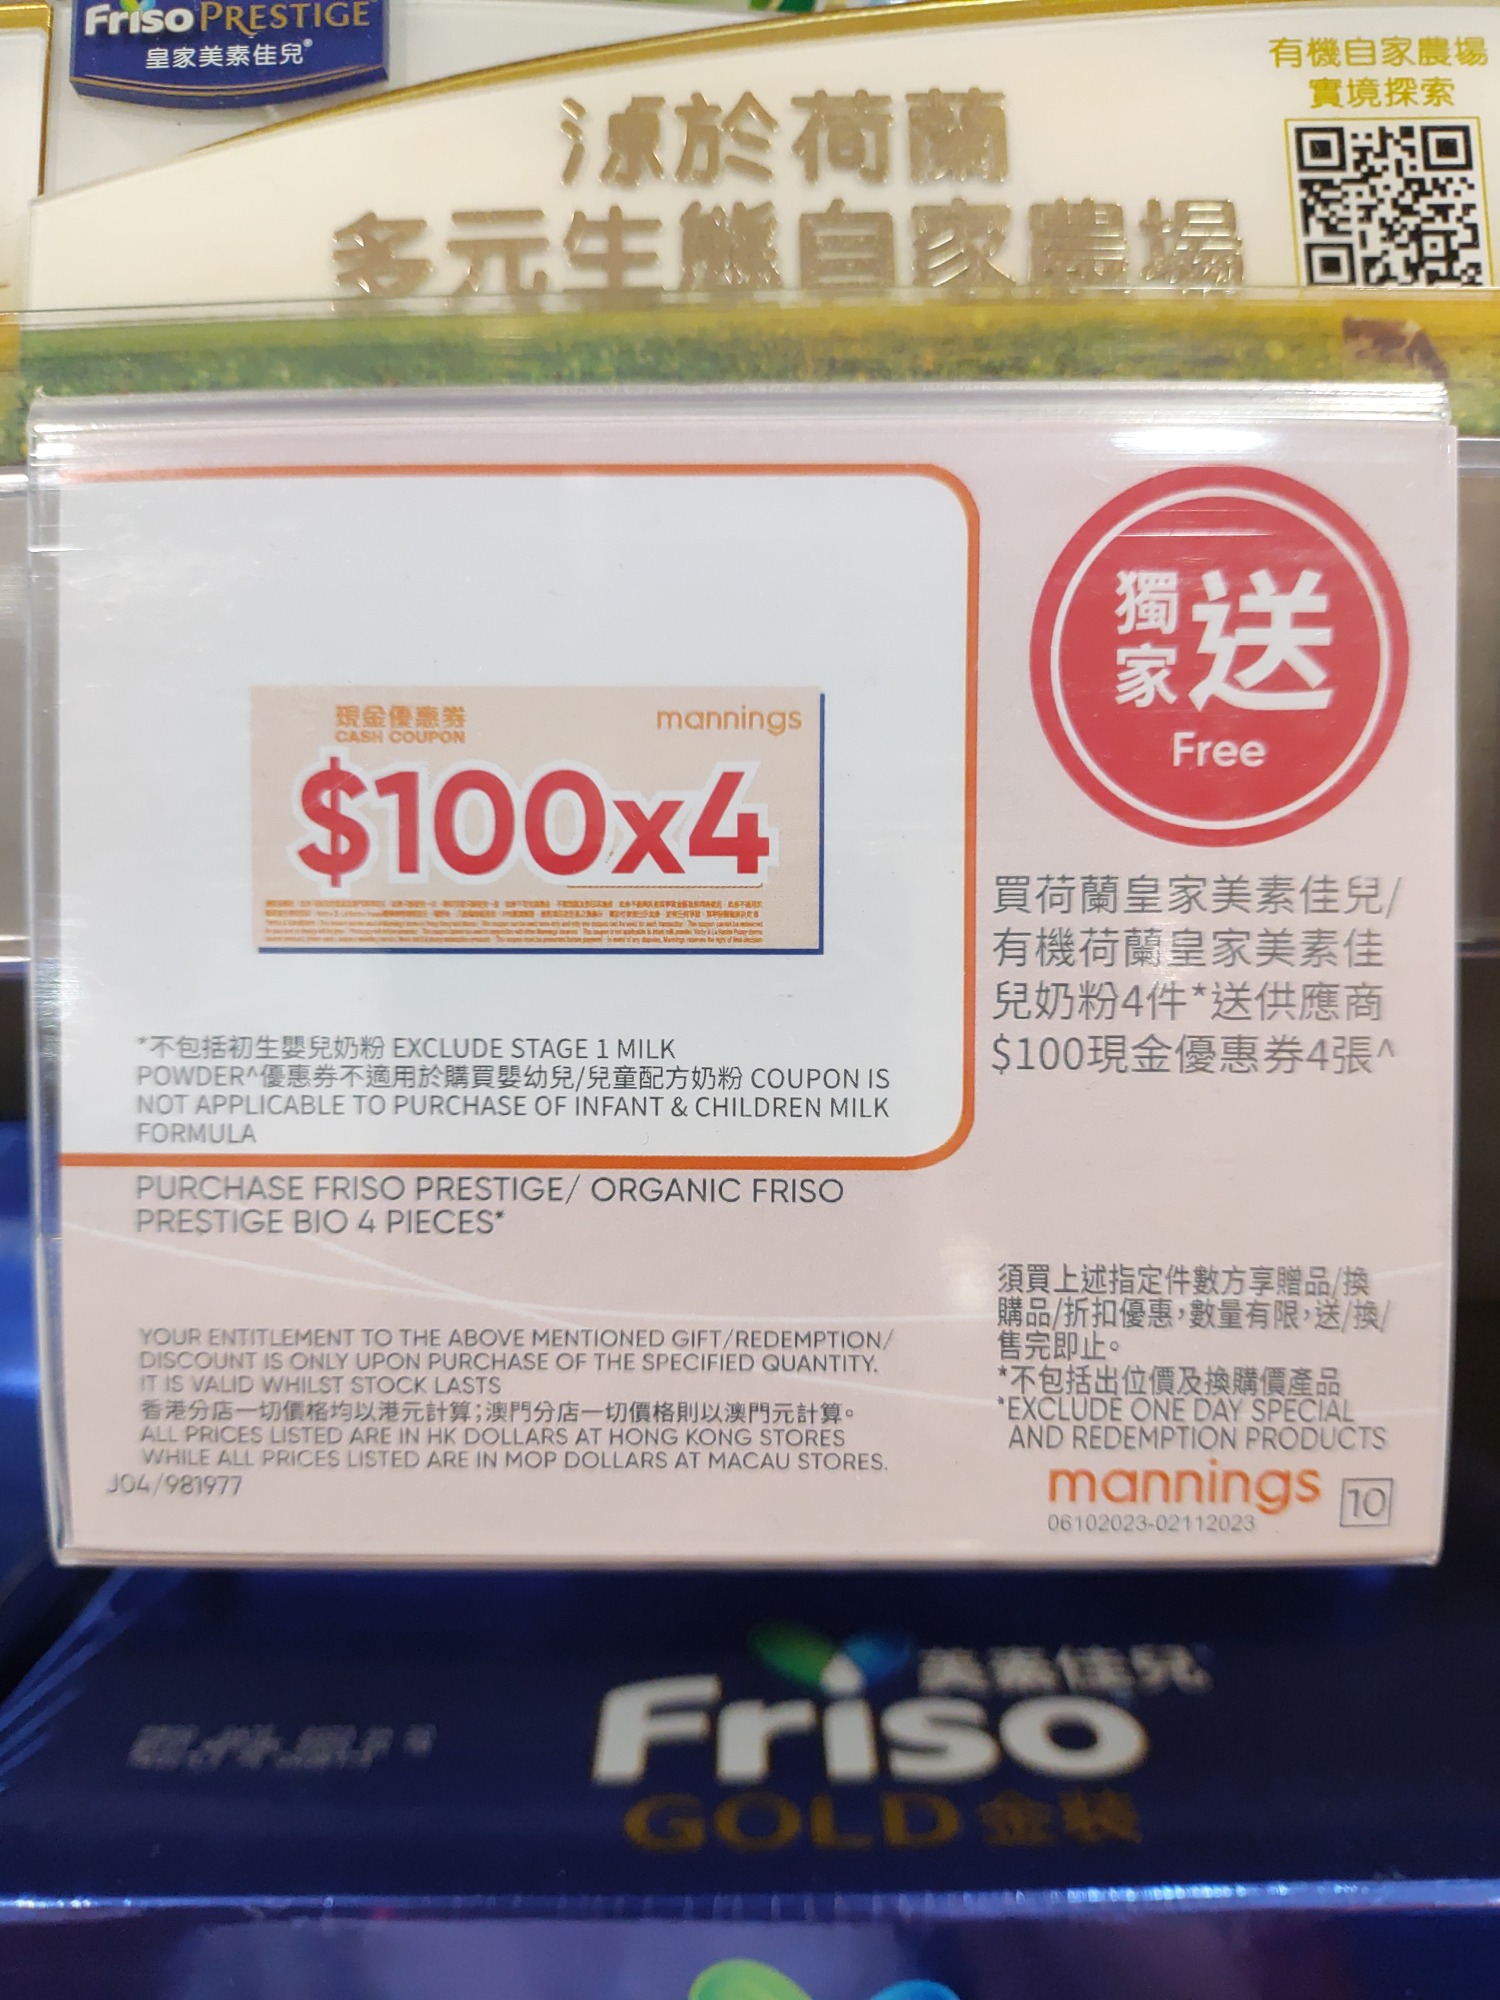 Friso PRESTIGE
皇家美素佳兒®
有機自家農場
實境探索
源於荷蘭
多元生態自家農場
獨家送
Free
現金優惠券
CASH COUPON
mannings
$100x4
買荷蘭皇家美素佳兒/
有機荷蘭皇家美素佳
兒奶粉4件*送供應商
$100現金優惠券4張^
*不包括初生嬰兒奶粉 EXCLUDE STAGE 1 MILK
POWDER^優惠券不適用於購買嬰幼兒/兒童配方奶粉 COUPON IS
NOT APPLICABLE TO PURCHASE OF INFANT & CHILDREN MILK
FORMULA
PURCHASE FRISO PRESTIGE/ ORGANIC FRISO
PRESTIGE BIO 4 PIECES*
須買上述指定件數方享贈品/換
購品/折扣優惠，數量有限，送/換/
售完即止。
*不包括出位價及換購價產品
*EXCLUDE ONE DAY SPECIAL
AND REDEMPTION PRODUCTS
YOUR ENTITLEMENT TO THE ABOVE MENTIONED GIFT/REDEMPTION/
DISCOUNT IS ONLY UPON PURCHASE OF THE SPECIFIED QUANTITY.
IT IS VALID WHILST STOCK LASTS
香港分店一切價格均以港元計算；澳門分店一切價格則以澳門元計算。
ALL PRICES LISTED ARE IN HK DOLLARS AT HONG KONG STORES
WHILE ALL PRICES LISTED ARE IN MOP DOLLARS AT MACAU STORES.
J04/981977
mannings
10
06102023-02112023
美素佳兒
Friso
GOLD 金裝